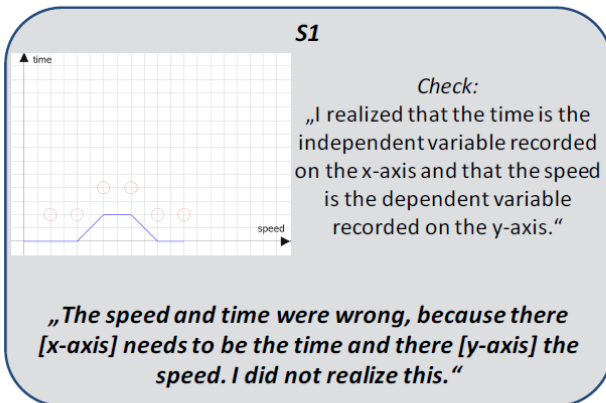 S1
time
speed
Check:
„I realized that the time is the
independent variable recorded
on the x-axis and that the speed
is the dependent variable
recorded on the y-axis.“
„The speed and time were wrong, because there
[x-axis] needs to be the time and there [y-axis] the
speed. I did not realize this.“